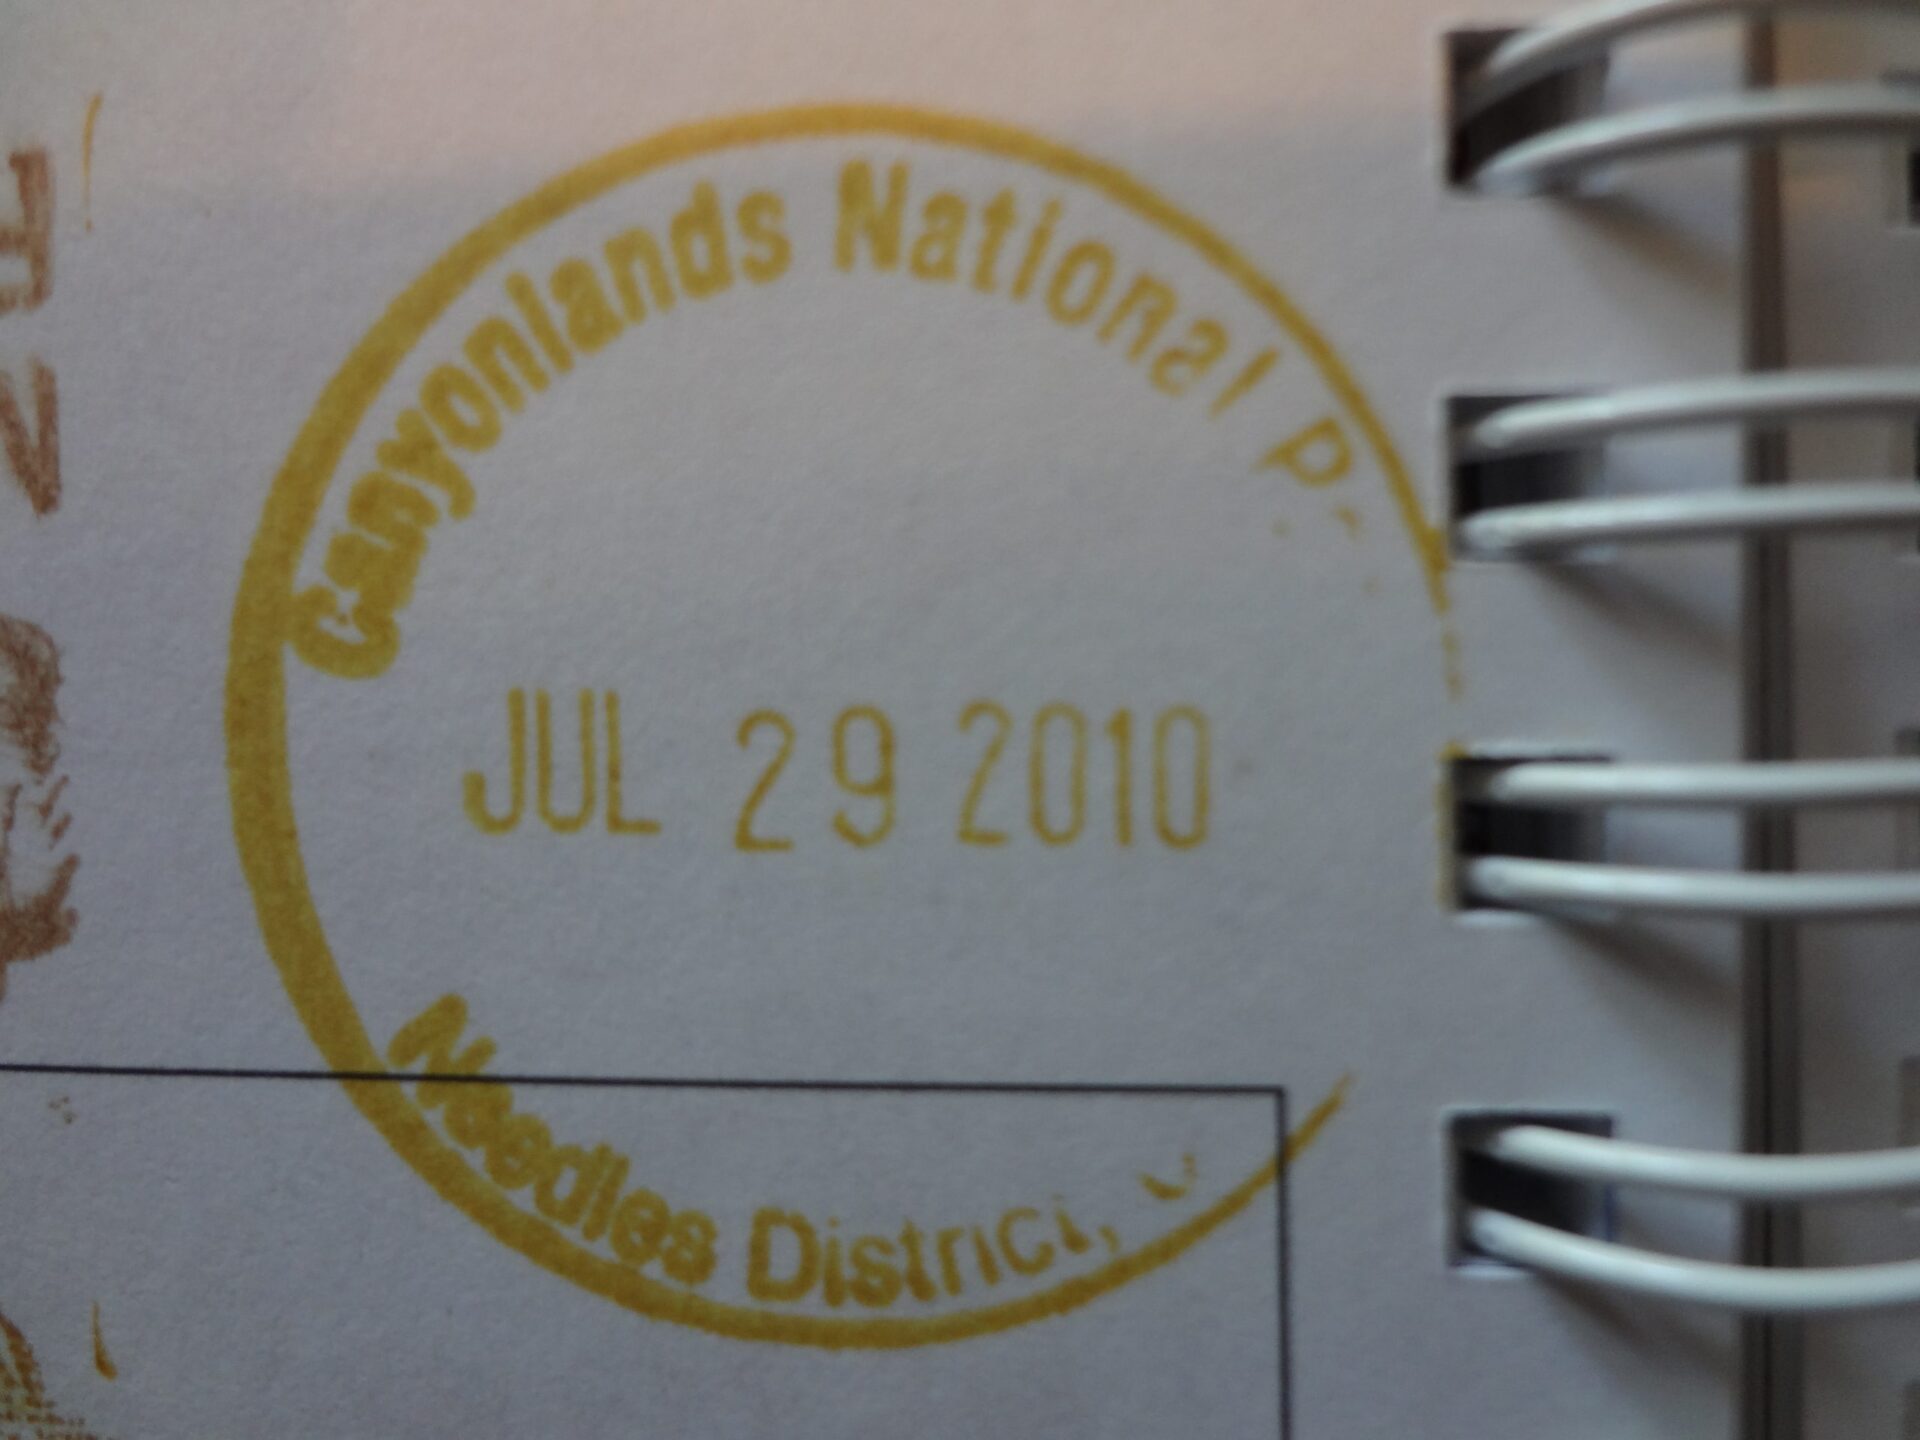 Canyonlands National P
JUL 29 2010
Needles District,